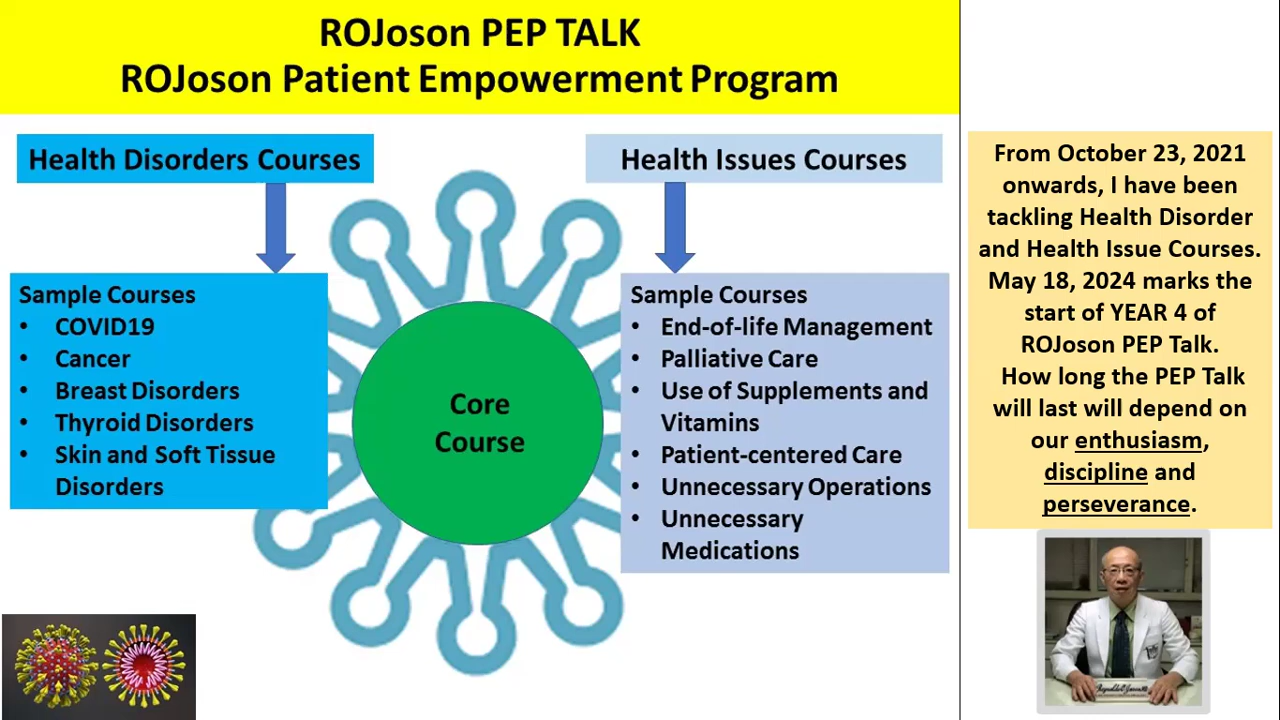 ROJoson PEP TALK
ROJoson Patient Empowerment Program
Health Disorders Courses
Sample Courses
• COVID19
• Cancer
• Breast Disorders
• Thyroid Disorders
• Skin and Soft Tissue
Disorders
Core
Course
Health Issues Courses
Sample Courses
• End-of-life Management
• Palliative Care
• Use of Supplements and
Vitamins
• Patient-centered Care
• Unnecessary Operations
• Unnecessary
Medications
From October 23, 2021
onwards, I have been
tackling Health Disorder
and Health Issue Courses.
May 18, 2024 marks the
start of YEAR 4 of
ROJoson PEP Talk.
How long the PEP Talk
will last will depend on
our enthusiasm,
discipline and
perseverance.